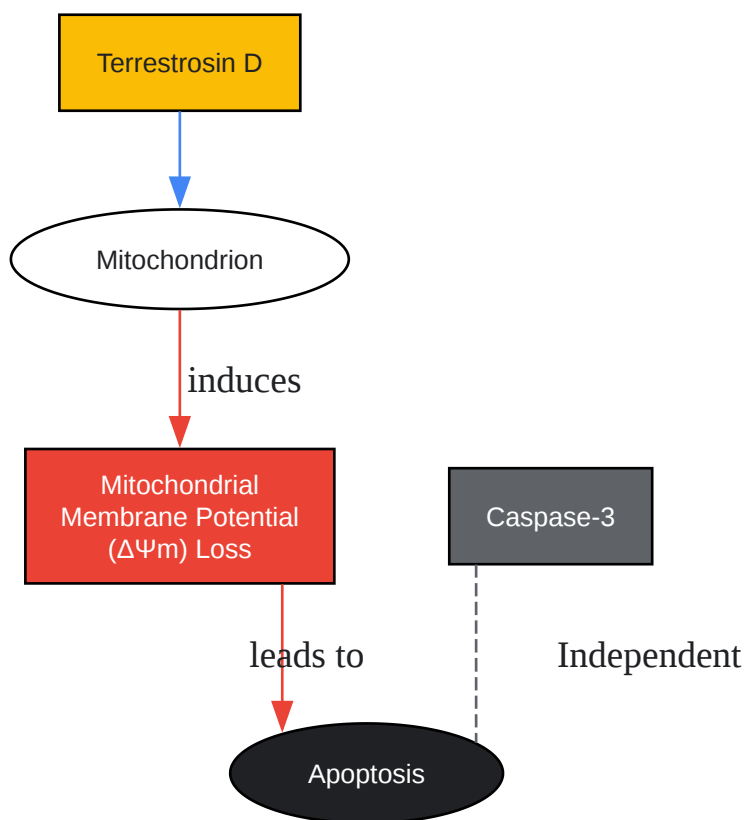 Terrestrosin D
Mitochondrion
induces
Mitochondrial
Membrane Potential
(ΔΨm) Loss
Caspase-3
leads to
Independent
Apoptosis